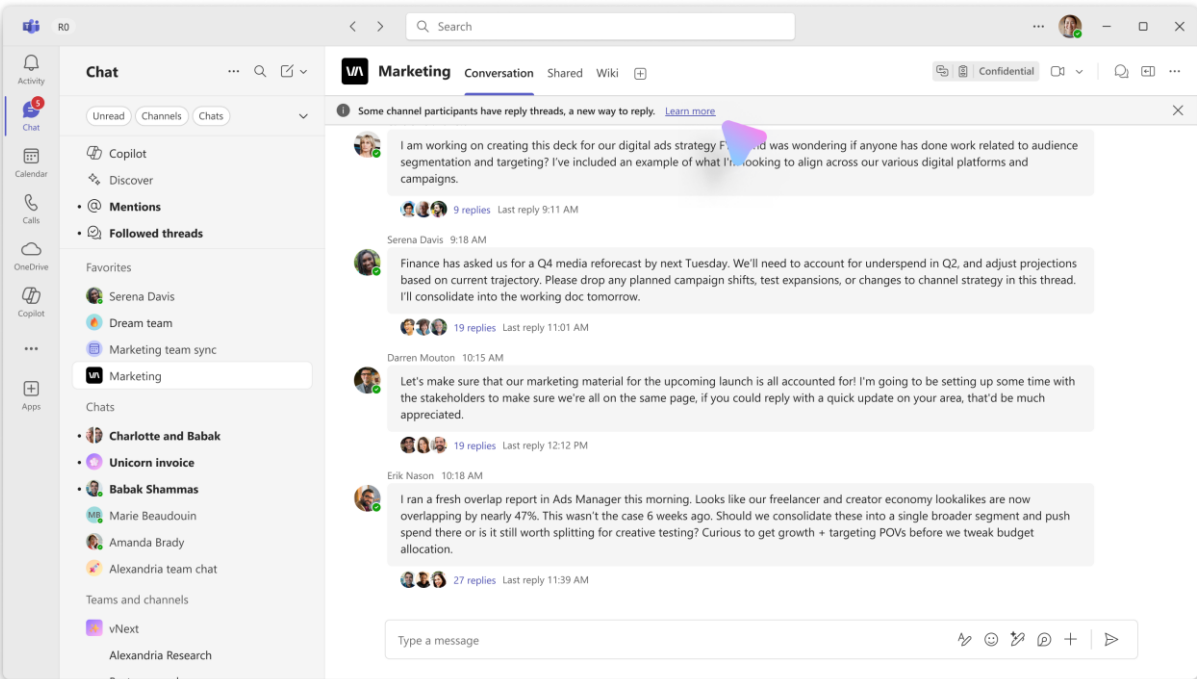 R0
Search
Activity
5
Chat
Calendar
Calls
OneDrive
Copilot
Apps
Chat
Unread
Channels
Chats
Copilot
Discover
Mentions
Followed threads
Favorites
Serena Davis
Dream team
Marketing team sync
Marketing
Chats
Charlotte and Babak
Unicorn invoice
Babak Shammas
MB
Marie Beaudouin
Amanda Brady
Alexandria team chat
Teams and channels
vNext
Alexandria Research
Marketing
Conversation
Shared
Wiki
Confidential
Some channel participants have reply threads, a new way to reply. Learn more
I am working on creating this deck for our digital ads strategy and was wondering if anyone has done work related to audience
segmentation and targeting? I've included an example of what I'm looking to align across our various digital platforms and
campaigns.
9 replies Last reply 9:11 AM
Serena Davis 9:18 AM
Finance has asked us for a Q4 media reforecast by next Tuesday. We'll need to account for underspend in Q2, and adjust projections
based on current trajectory. Please drop any planned campaign shifts, test expansions, or changes to channel strategy in this thread.
I'll consolidate into the working doc tomorrow.
19 replies Last reply 11:01 AM
Darren Mouton 10:15 AM
Let's make sure that our marketing material for the upcoming launch is all accounted for! I'm going to be setting up some time with
the stakeholders to make sure we're all on the same page, if you could reply with a quick update on your area, that'd be much
appreciated.
19 replies Last reply 12:12 PM
Erik Nason 10:18 AM
I ran a fresh overlap report in Ads Manager this morning. Looks like our freelancer and creator economy lookalikes are now
overlapping by nearly 47%. This wasn't the case 6 weeks ago. Should we consolidate these into a single broader segment and push
spend there or is it still worth splitting for creative testing? Curious to get growth + targeting POVs before we tweak budget
allocation.
27 replies Last reply 11:39 AM
Type a message